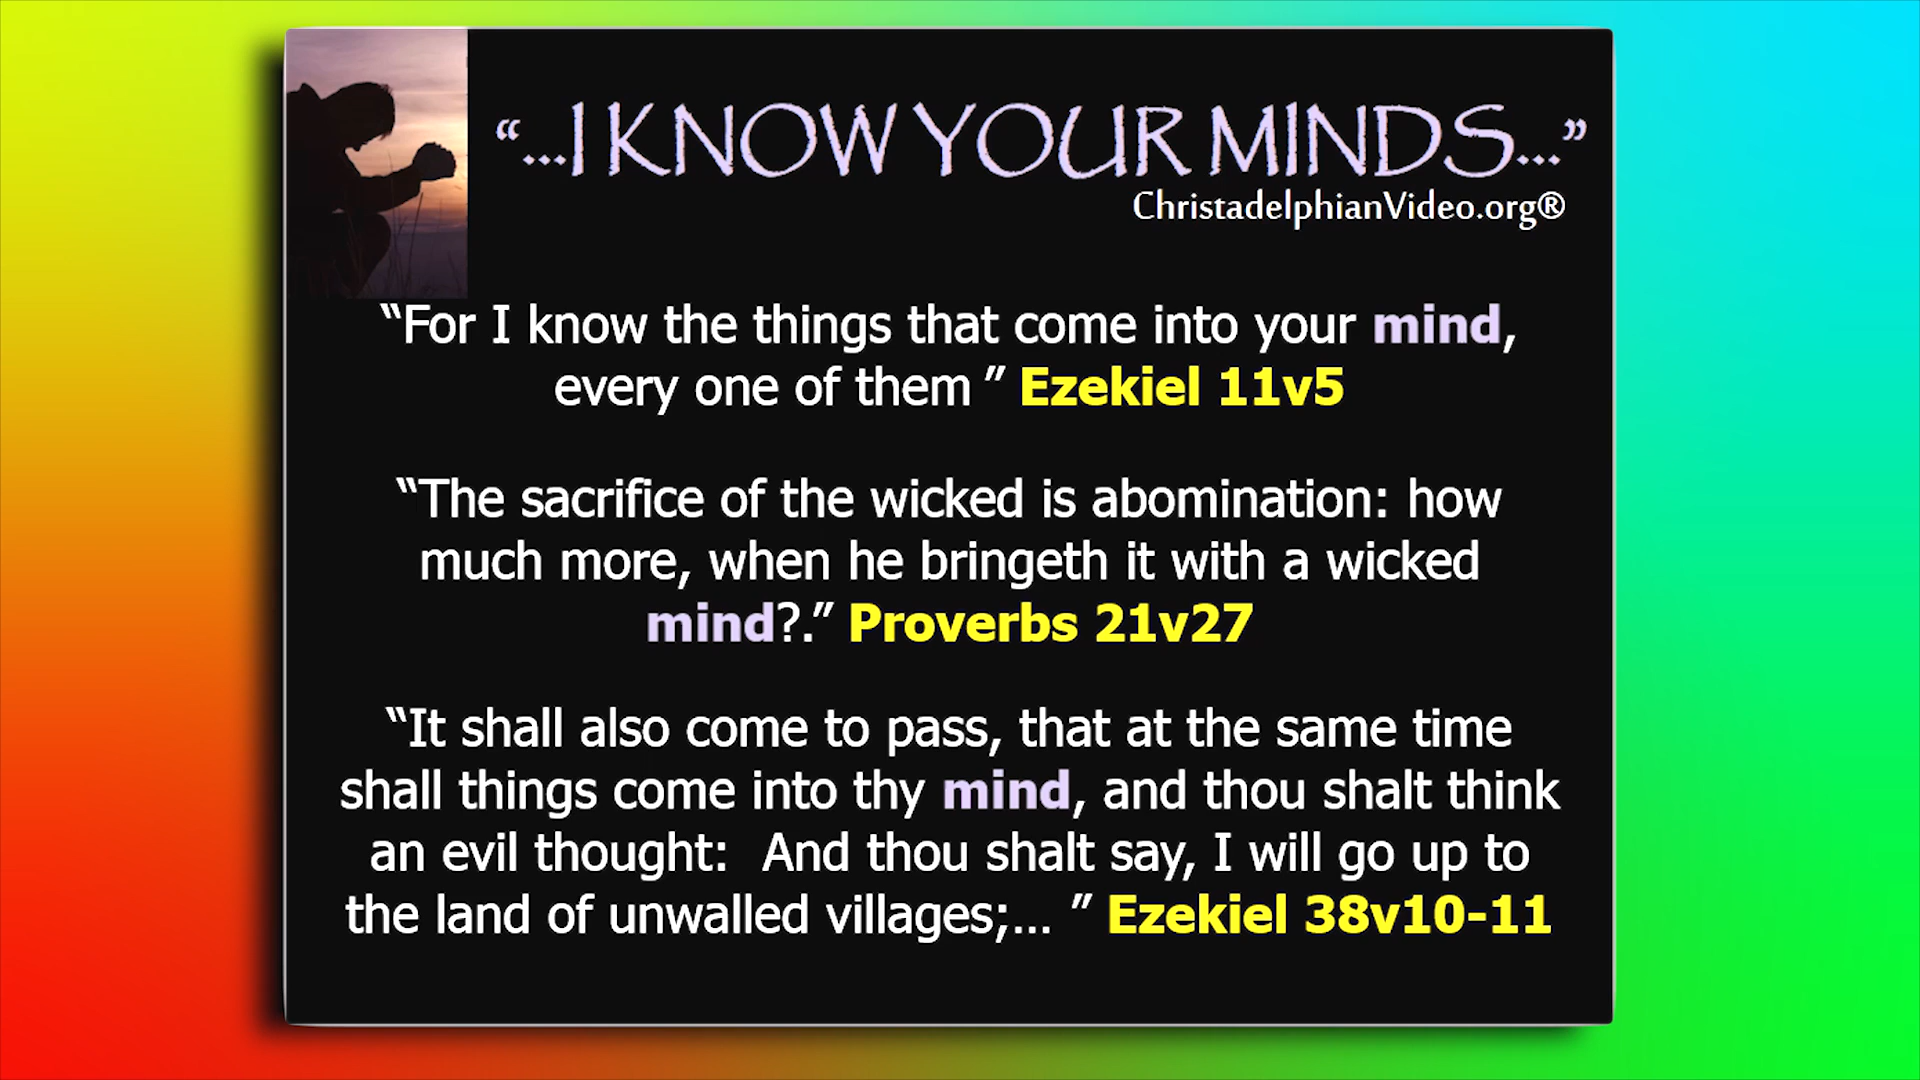 “...I KNOW YOUR MINDS...”
ChristadelphianVideo.org®
“For I know the things that come into your mind,
every one of them ” Ezekiel 11v5
“The sacrifice of the wicked is abomination: how
much more, when he bringeth it with a wicked
mind?.” Proverbs 21v27
“It shall also come to pass, that at the same time
shall things come into thy mind, and thou shalt think
an evil thought:  And thou shalt say, I will go up to
the land of unwalled villages;... ” Ezekiel 38v10-11